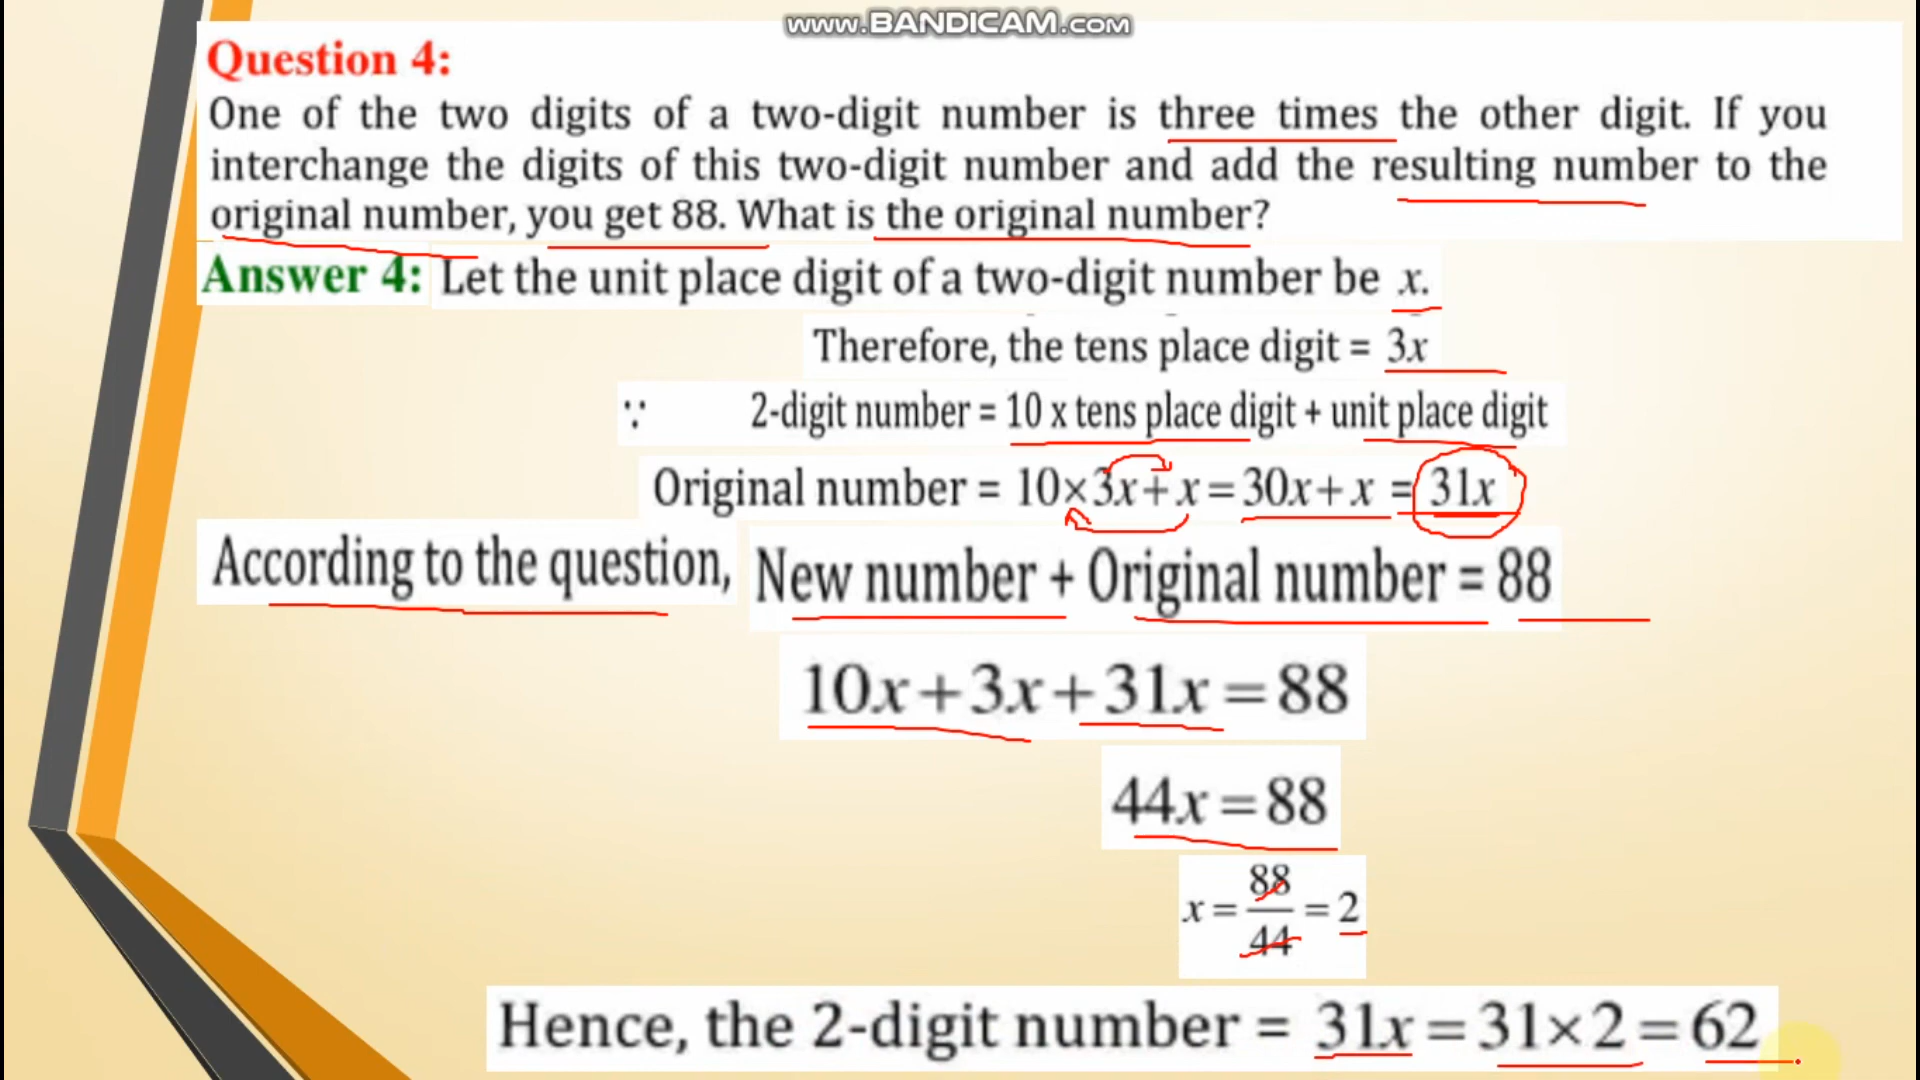 www.BANDICAM.com
Question 4:
One of the two digits of a two-digit number is three times the other digit. If you
interchange the digits of this two-digit number and add the resulting number to the
original number, you get 88. What is the original number?
Answer 4: Let the unit place digit of a two-digit number be x.
Therefore, the tens place digit = 3x
∵ 2-digit number = 10 x tens place digit + unit place digit
Original number = 10×3x+x=30x+x = 31x
According to the question, New number + Original number = 88
10x+3x+31x=88
44x=88
x=88/44=2
Hence, the 2-digit number = 31x=31×2=62